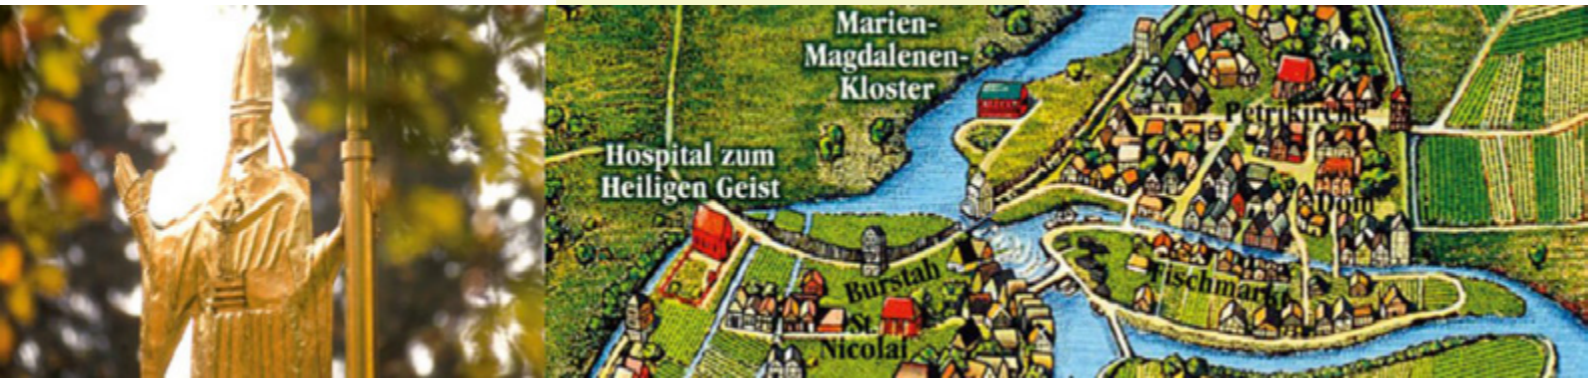 Marien-
Magdalenen-
Kloster
Petrikirche
Hospital zum
Heiligen Geist
Dom
Burstah
Fischmarkt
St.
Nicolai